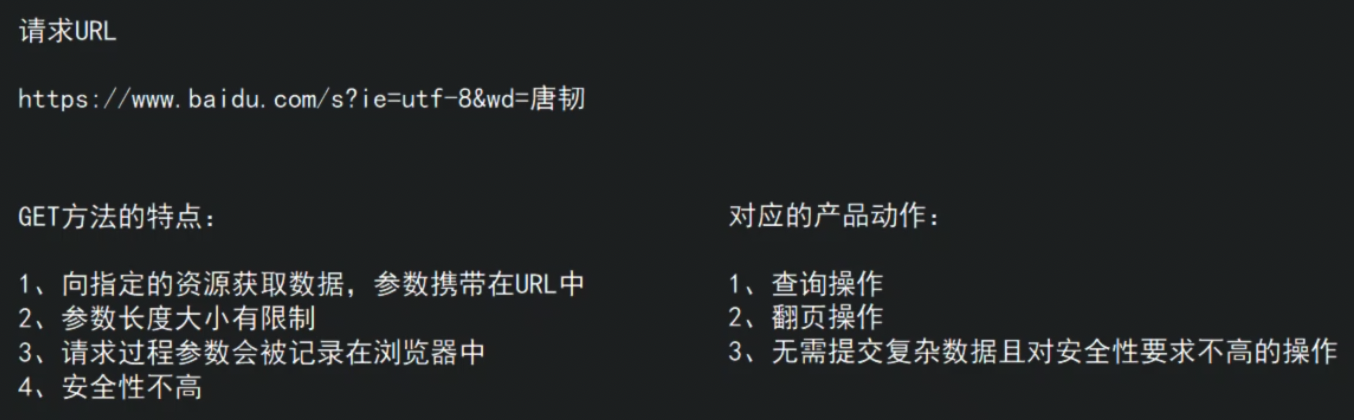 请求URL
https://www.baidu.com/s?ie=utf-8&wd=唐韧
GET方法的特点：
1、向指定的资源获取数据，参数携带在URL中
2、参数长度大小有限制
3、请求过程参数会被记录在浏览器中
4、安全性不高
对应的产品动作：
1、查询操作
2、翻页操作
3、无需提交复杂数据且对安全性要求不高的操作